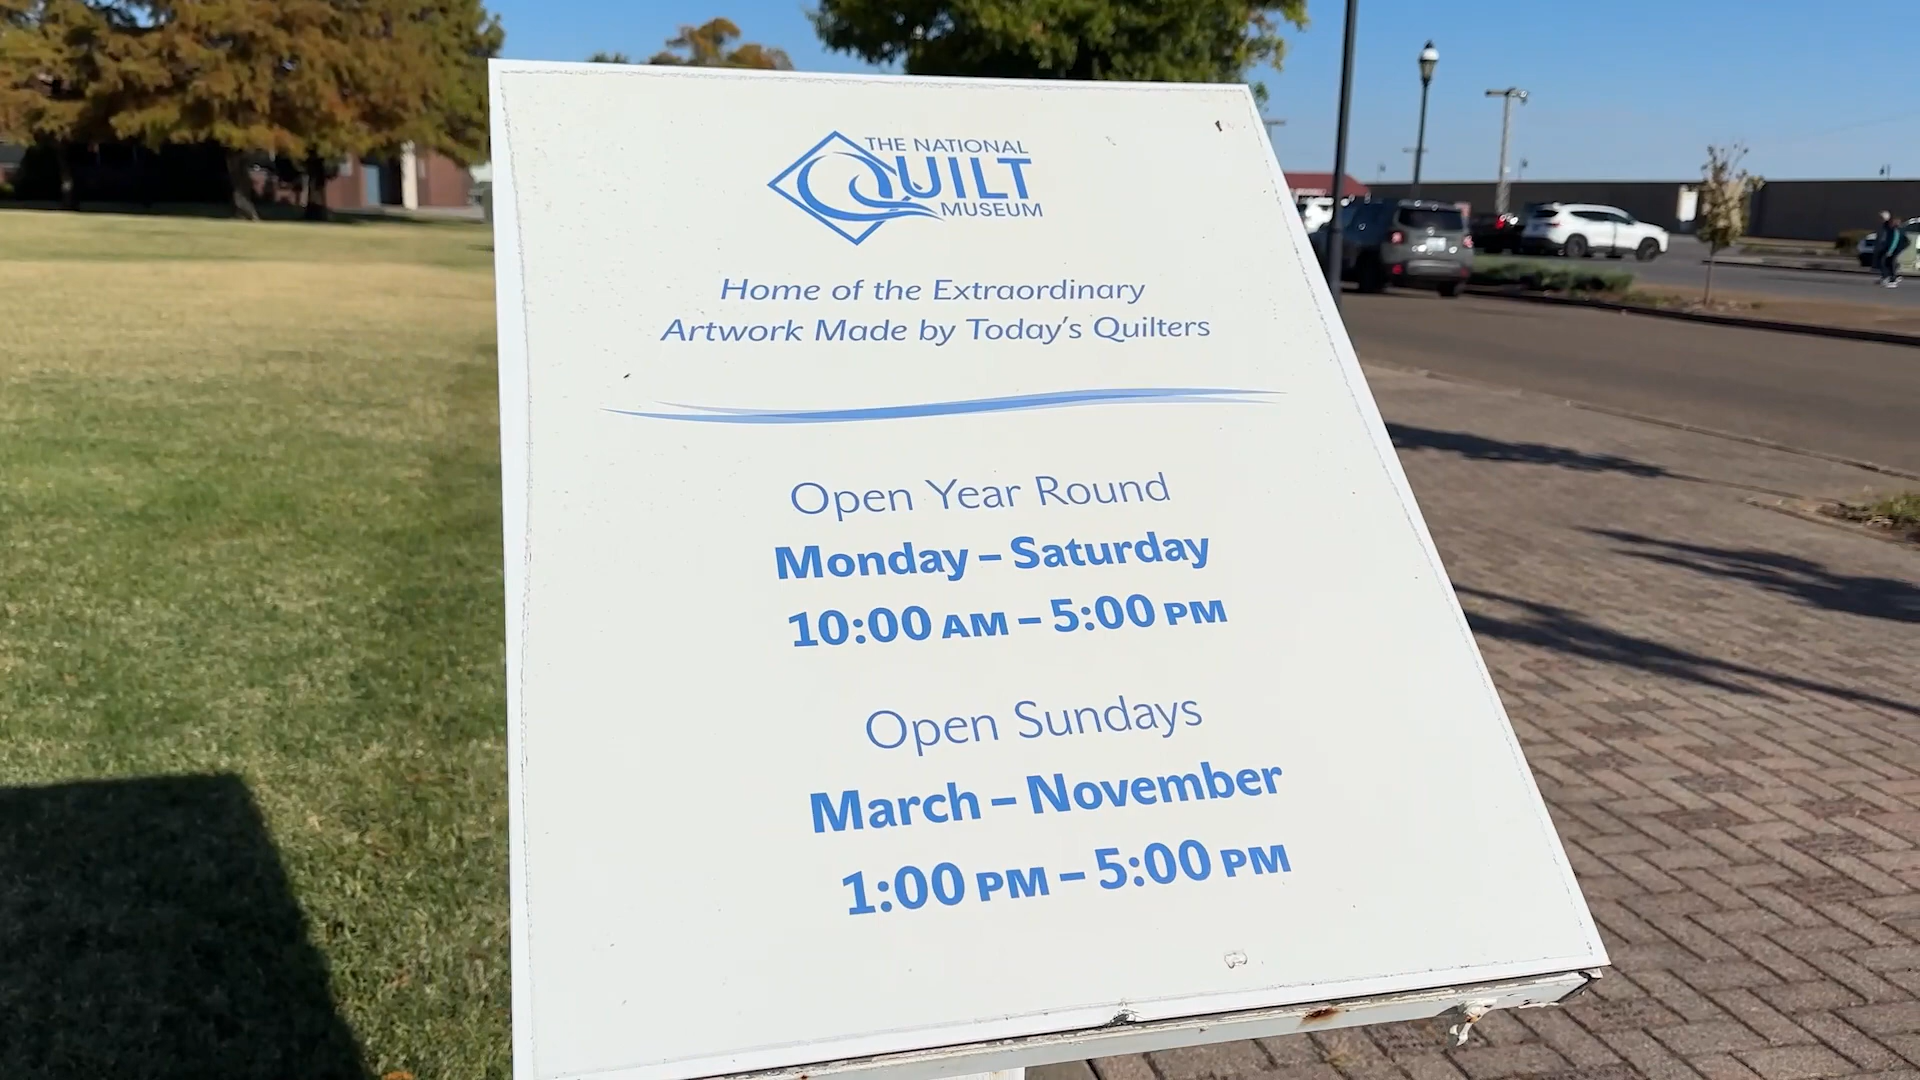 THE NATIONAL
QUILT
MUSEUM
Home of the Extraordinary
Artwork Made by Today's Quilters
Open Year Round
Monday – Saturday
10:00 AM – 5:00 PM
Open Sundays
March – November
1:00 PM – 5:00 PM